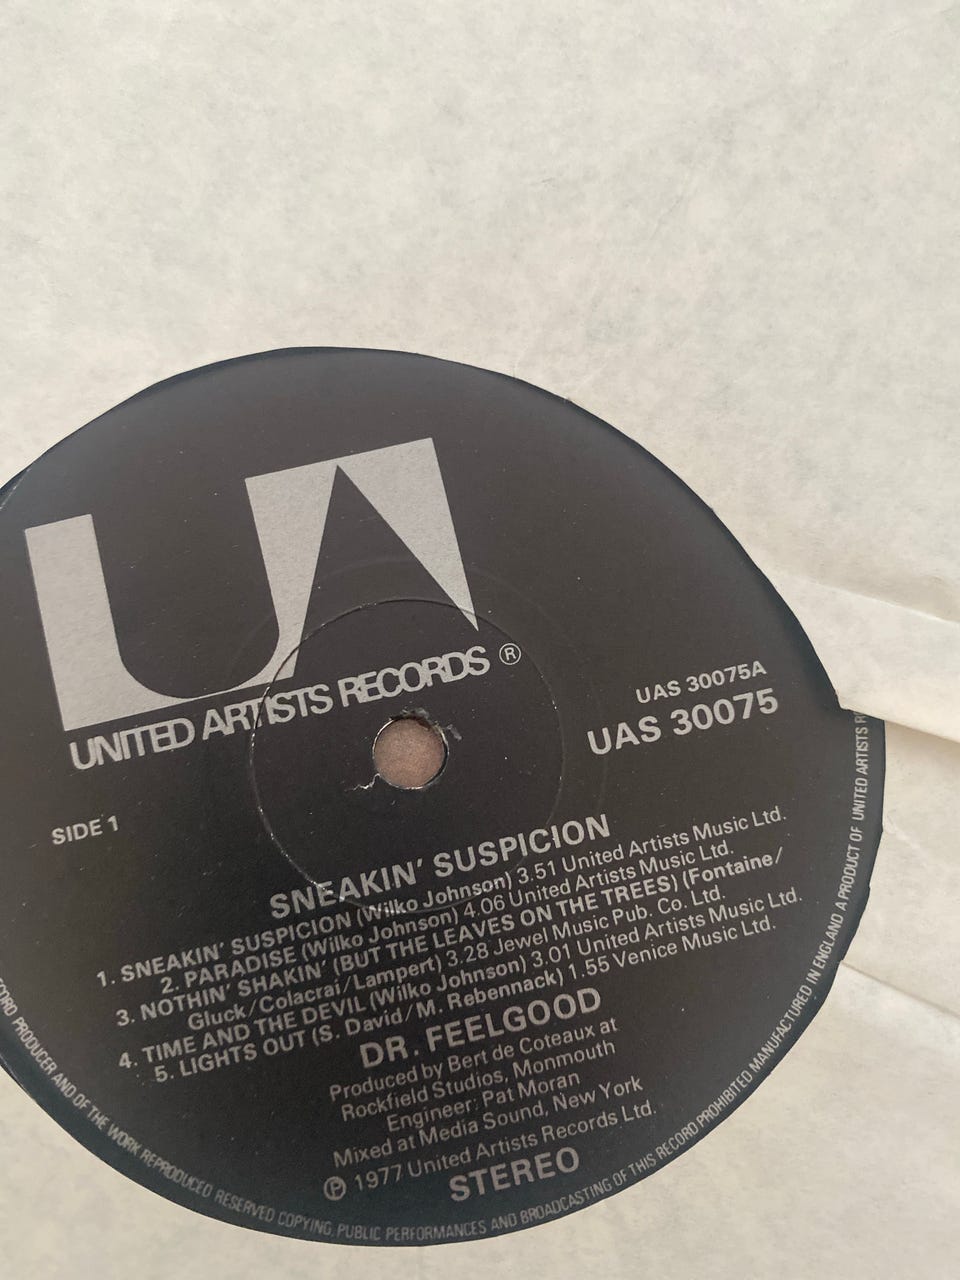 UA
UNITED ARTISTS RECORDS ®
UAS 30075A
UAS 30075
SIDE 1
SNEAKIN' SUSPICION
1. SNEAKIN' SUSPICION (Wilko Johnson) 3.51 United Artists Music Ltd.
2. PARADISE (Wilko Johnson) 4.06 United Artists Music Ltd.
3. NOTHIN' SHAKIN' (BUT THE LEAVES ON THE TREES) (Fontaine/
Gluck/Colacrai/Lampert) 3.28 Jewel Music Pub. Co. Ltd.
4. TIME AND THE DEVIL (Wilko Johnson) 3.01 United Artists Music Ltd.
5. LIGHTS OUT (S. David/M. Rebennack) 1.55 Venice Music Ltd.
DR. FEELGOOD
Produced by Bert de Coteaux at
Rockfield Studios, Monmouth
Engineer: Pat Moran
Mixed at Media Sound, New York
℗ 1977 United Artists Records Ltd.
STEREO
PRODUCER AND OF THE WORK REPRODUCED RESERVED COPYING, PUBLIC PERFORMANCES AND BROADCASTING OF THIS RECORD PROHIBITED MANUFACTURED IN ENGLAND A PRODUCT OF UNITED ARTISTS